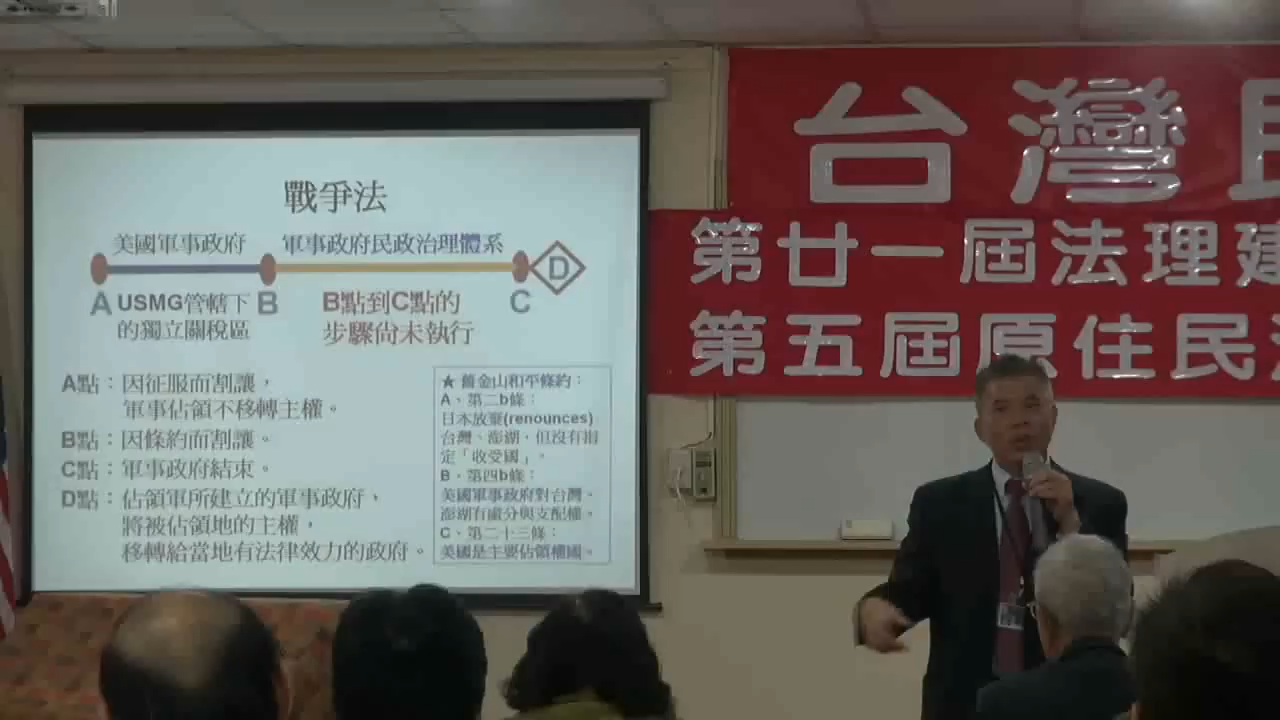 戰爭法
美國軍事政府
軍事政府民政治理體系
D
A
USMG管轄下
的獨立關稅區
B
B點到C點的
步驟尚未執行
C
A點：因征服而割讓，
軍事佔領不移轉主權。
B點：因條約而割讓。
C點：軍事政府結束。
D點：佔領軍所建立的軍事政府、
將被佔領地的主權，
移轉給當地有法律效力的政府。
★ 舊金山和平條約：
A、第二b條：
日本放棄(renounces)
台灣、澎湖，但沒有指
定「收受國」。
B、第四b條：
美國軍事政府對台灣、
澎湖有處分與支配權。
C、第二十三條：
美國是主要佔領權國。
台灣
第廿一屆法理建
第五屆原住民法